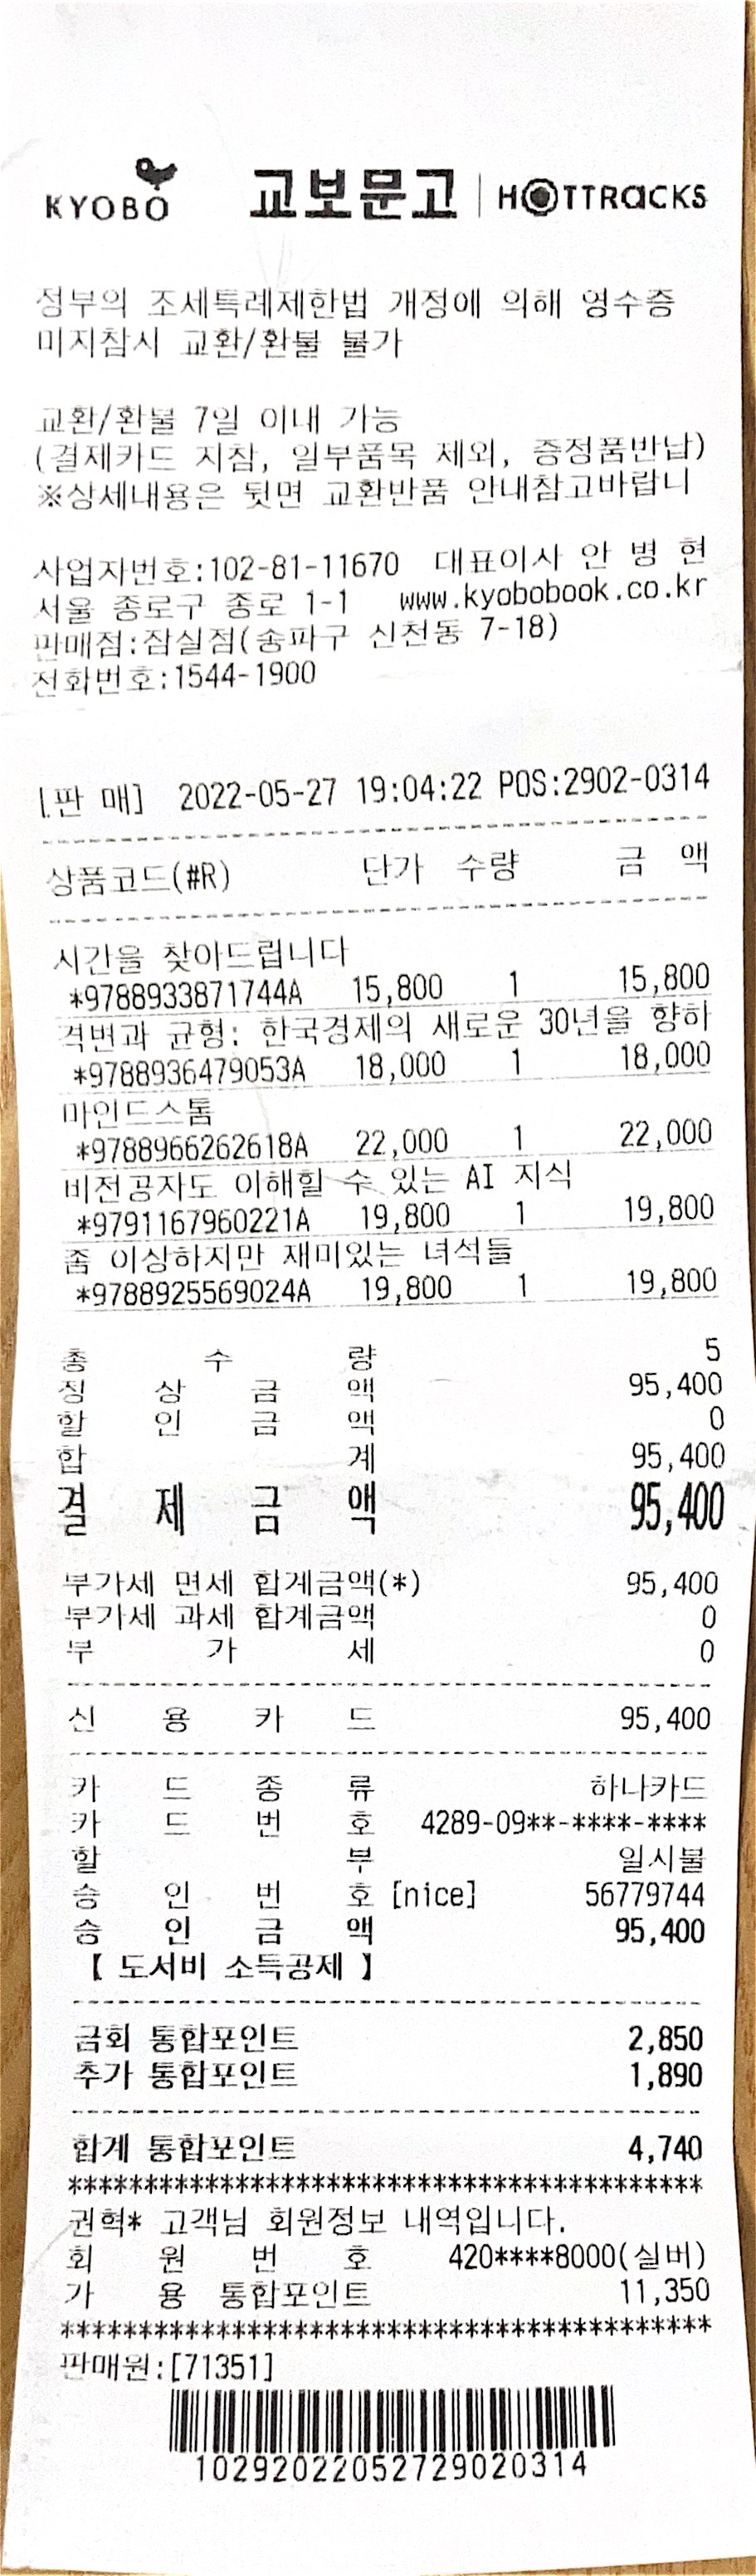 KYOBO 교보문고 | HOTTRACKS
정부의 조세특례제한법 개정에 의해 영수증
미지참시 교환/환불 불가
교환/환불 7일 이내 가능
(결제카드 지참, 일부품목 제외, 증정품반납)
※상세내용은 뒷면 교환반품 안내참고바랍니
사업자번호:102-81-11670 대표이사 안 병 현
서울 종로구 종로 1-1 www.kyobobook.co.kr
판매점:잠실점(송파구 신천동 7-18)
전화번호:1544-1900
[판 매] 2022-05-27 19:04:22 POS:2902-0314
상품코드(#R) 단가 수량 금 액
시간을 찾아드립니다
*9788933871744A 15,800 1 15,800
격변과 균형: 한국경제의 새로운 30년을 향하
*9788936479053A 18,000 1 18,000
마인드스톰
*9788966262618A 22,000 1 22,000
비전공자도 이해할 수 있는 AI 지식
*9791167960221A 19,800 1 19,800
좀 이상하지만 재미있는 녀석들
*9788925569024A 19,800 1 19,800
총 수 량 5
정 상 금 액 95,400
할 인 금 액 0
합 계 95,400
결 제 금 액 95,400
부가세 면세 합계금액(*) 95,400
부가세 과세 합계금액 0
부 가 세 0
신 용 카 드 95,400
카 드 종 류 하나카드
카 드 번 호 4289-09**-****-****
할 부 일시불
승 인 번 호 [nice] 56779744
승 인 금 액 95,400
【 도서비 소득공제 】
금회 통합포인트 2,850
추가 통합포인트 1,890
합계 통합포인트 4,740
******************************************
권혁* 고객님 회원정보 내역입니다.
회 원 번 호 420****8000(실버)
가 용 통합포인트 11,350
******************************************
판매원:[71351]
10292022052729020314